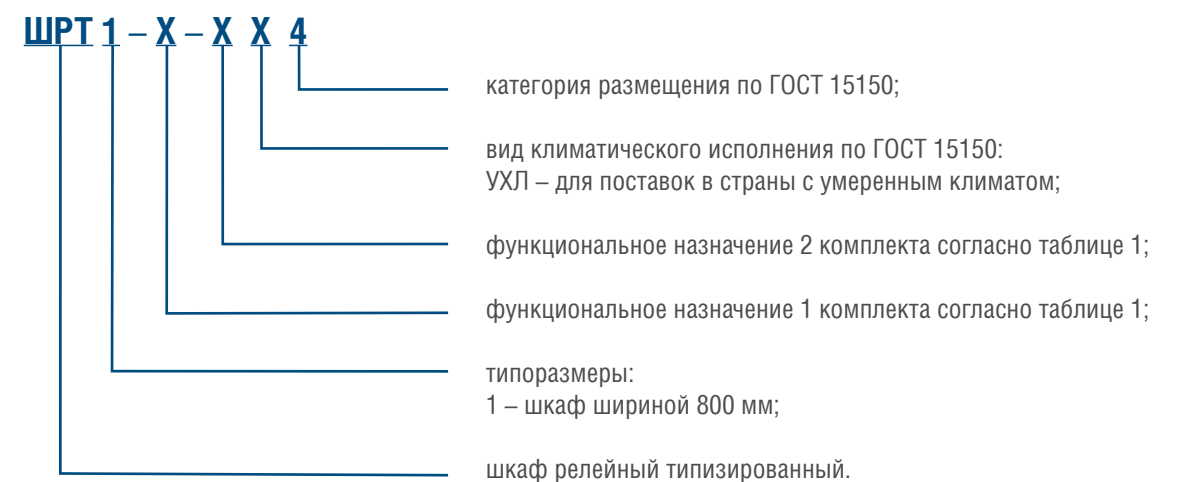 ШРТ 1 – Х – Х Х 4
категория размещения по ГОСТ 15150;
вид климатического исполнения по ГОСТ 15150:
УХЛ – для поставок в страны с умеренным климатом;
функциональное назначение 2 комплекта согласно таблице 1;
функциональное назначение 1 комплекта согласно таблице 1;
типоразмеры:
1 – шкаф шириной 800 мм;
шкаф релейный типизированный.